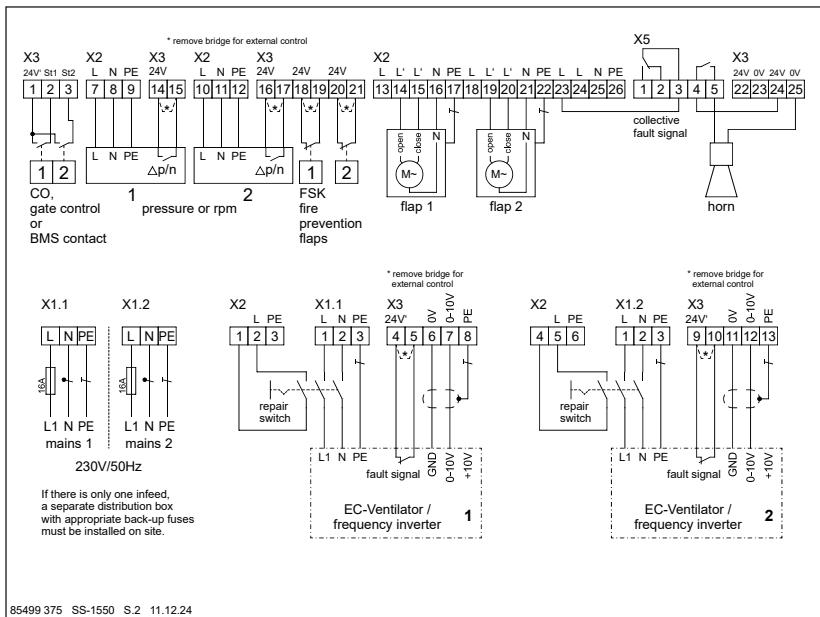 * remove bridge for external control
X3 X2 X3 X2 X3 X2 X5 X3
24V' St1 St2 L N PE 24V L N PE 24V 24V 24V L L' L' N PE L L' L' N PE L L N PE 24V 0V 24V 0V
1 2 3 7 8 9 14 15 10 11 12 16 17 18 19 20 21 13 14 15 16 17 18 19 20 21 22 23 24 25 26 1 2 3 4 5 22 23 24 25
* * * *
collective
fault signal
open close N open close N
L N PE L N PE
M~ M~
1 2 Δp/n Δp/n 1 2
flap 1 flap 2 horn
CO,
gate control
or
BMS contact
1 2
pressure or rpm
FSK
fire
prevention
flaps
* remove bridge for
external control
* remove bridge for
external control
X1.1 X1.2
L N PE L N PE
16A 16A
L1 N PE L1 N PE
mains 1 mains 2
230V/50Hz
If there is only one infeed,
a separate distribution box
with appropriate back-up fuses
must be installed on site.
X2 X1.1 X3
L PE L N PE 24V' 0V 0-10V PE
1 2 3 1 2 3 4 5 6 7 8
*
repair
switch
L1 N PE fault signal GND 0-10V +10V
EC-Ventilator /
frequency inverter 1
X2 X1.2 X3
L PE L N PE 24V' 0V 0-10V PE
4 5 6 1 2 3 9 10 11 12 13
*
repair
switch
L1 N PE fault signal GND 0-10V +10V
EC-Ventilator /
frequency inverter 2
85499 375 SS-1550 S.2 11.12.24